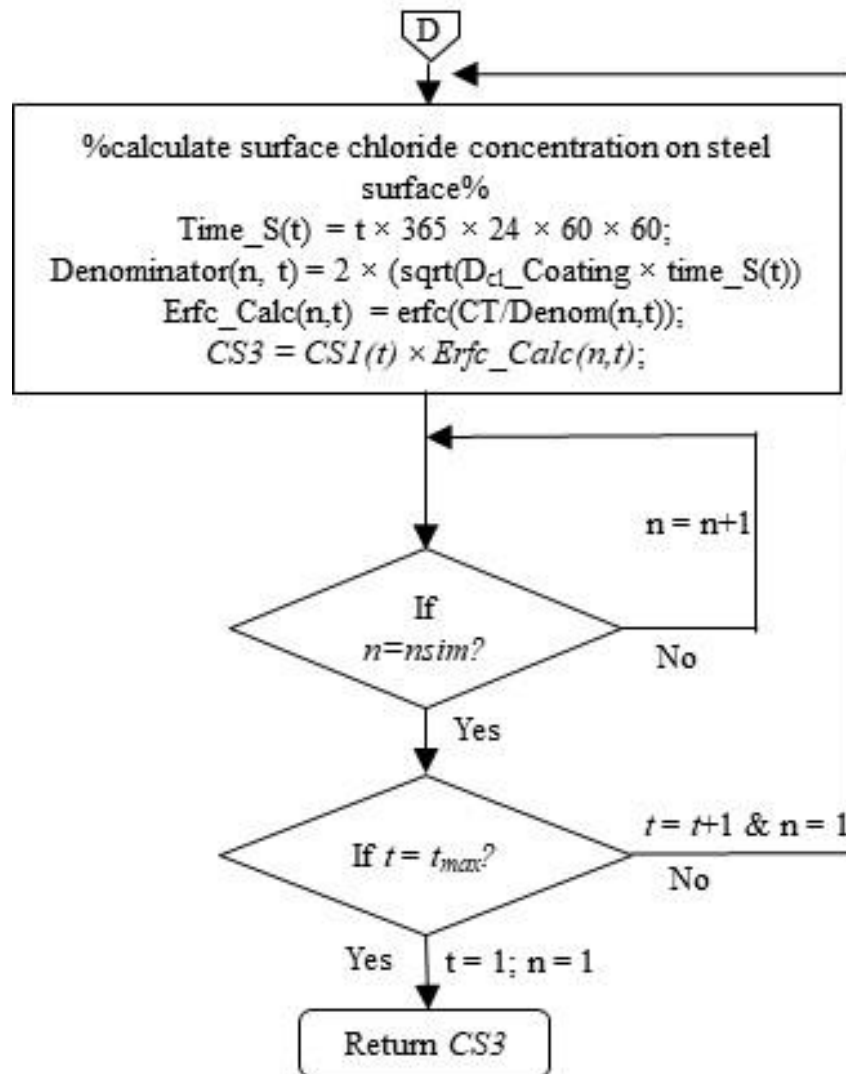 D
%calculate surface chloride concentration on steel
surface%
Time_S(t) = t × 365 × 24 × 60 × 60;
Denominator(n, t) = 2 × (sqrt(Dcl_Coating × time_S(t))
Erfc_Calc(n,t) = erfc(CT/Denom(n,t));
CS3 = CS1(t) × Erfc_Calc(n,t);
n = n+1
If
n=nsim?
No
Yes
t = t+1 & n = 1
If t = tmax?
No
Yes
t = 1; n = 1
Return CS3